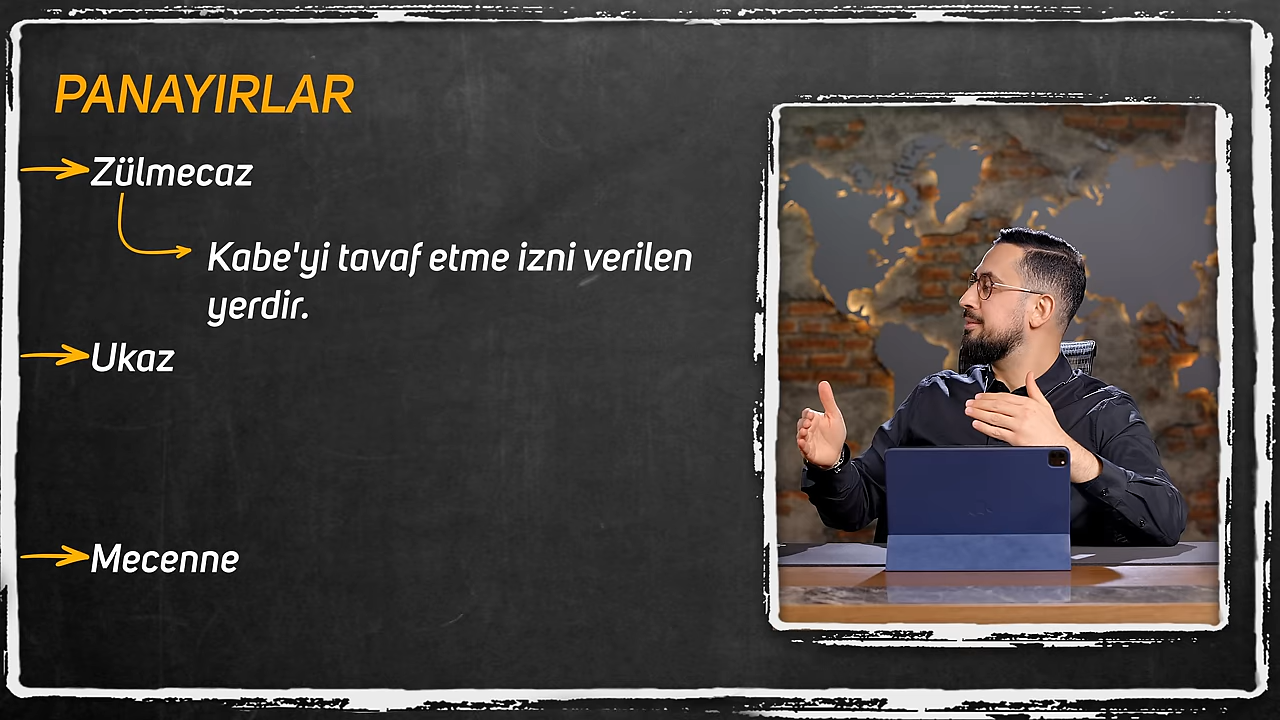 PANAYIRLAR
Zülmecaz
Kabe'yi tavaf etme izni verilen
yerdir.
Ukaz
Mecenne